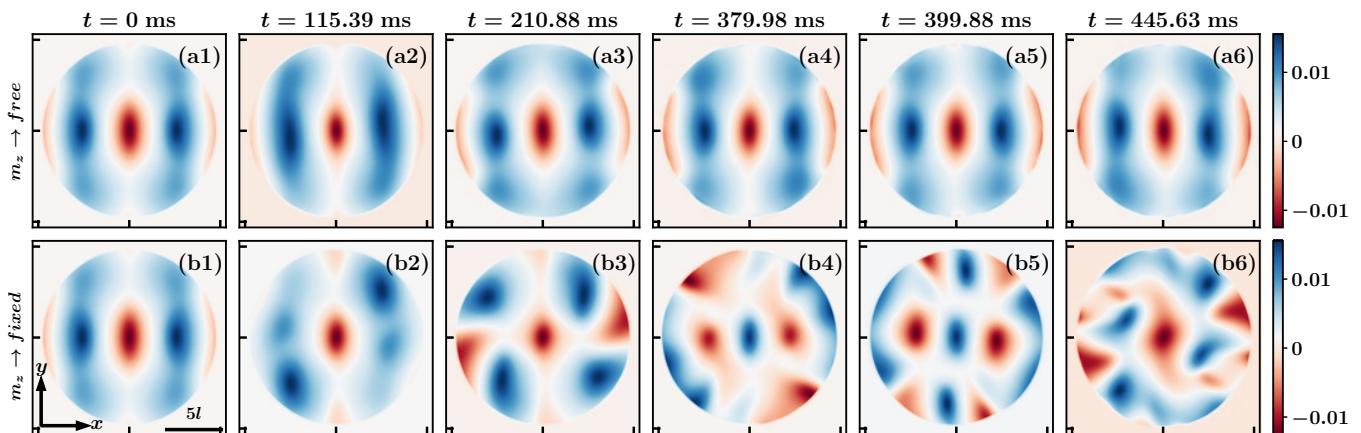 t = 0 ms t = 115.39 ms t = 210.88 ms t = 379.98 ms t = 399.88 ms t = 445.63 ms
m_z → free
(a1) (a2) (a3) (a4) (a5) (a6)
0.01
0
−0.01
m_z → fixed
(b1) (b2) (b3) (b4) (b5) (b6)
0.01
0
−0.01
y
x
5l